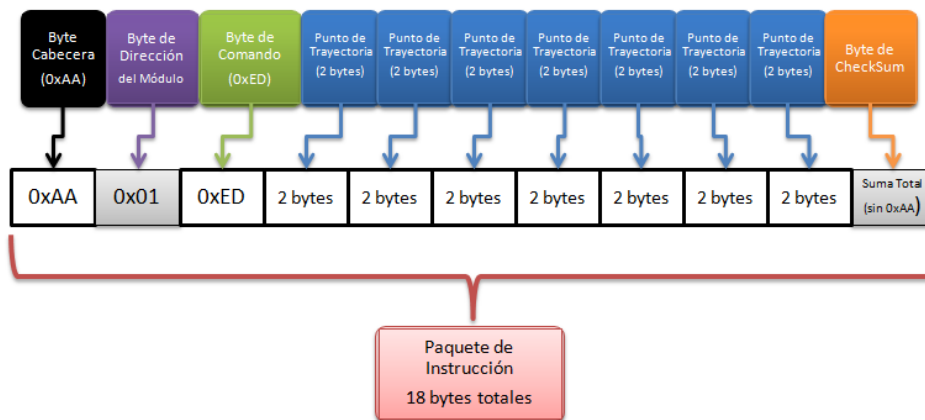 Byte
Cabecera
(0xAA)
Byte de
Dirección
del Módulo
Byte de
Comando
(0xED)
Punto de
Trayectoria
(2 bytes)
Punto de
Trayectoria
(2 bytes)
Punto de
Trayectoria
(2 bytes)
Punto de
Trayectoria
(2 bytes)
Punto de
Trayectoria
(2 bytes)
Punto de
Trayectoria
(2 bytes)
Punto de
Trayectoria
(2 bytes)
Byte de
CheckSum
0xAA
0x01
0xED
2 bytes
2 bytes
2 bytes
2 bytes
2 bytes
2 bytes
2 bytes
Suma Total
(sin 0xAA)
Paquete de
Instrucción
18 bytes totales